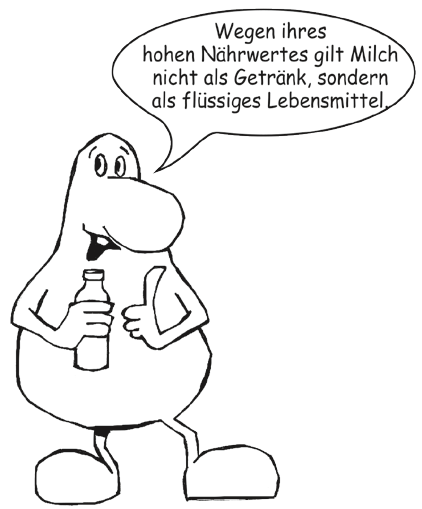 Wegen ihres
hohen Nährwertes gilt Milch
nicht als Getränk, sondern
als flüssiges Lebensmittel.